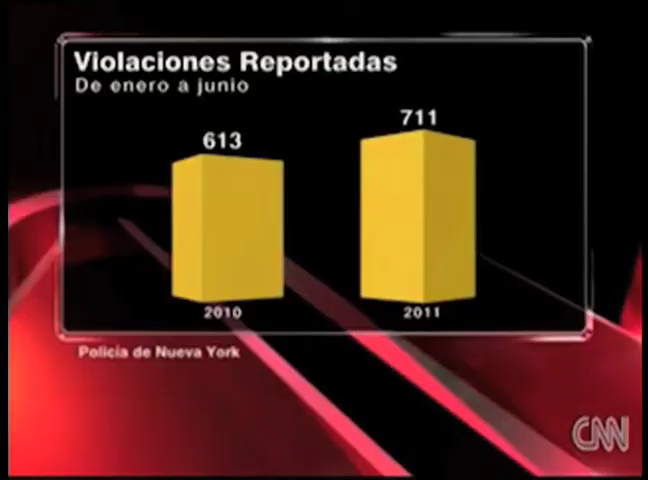 Violaciones Reportadas
De enero a junio
613
711
2010
2011
Policía de Nueva York
CNN